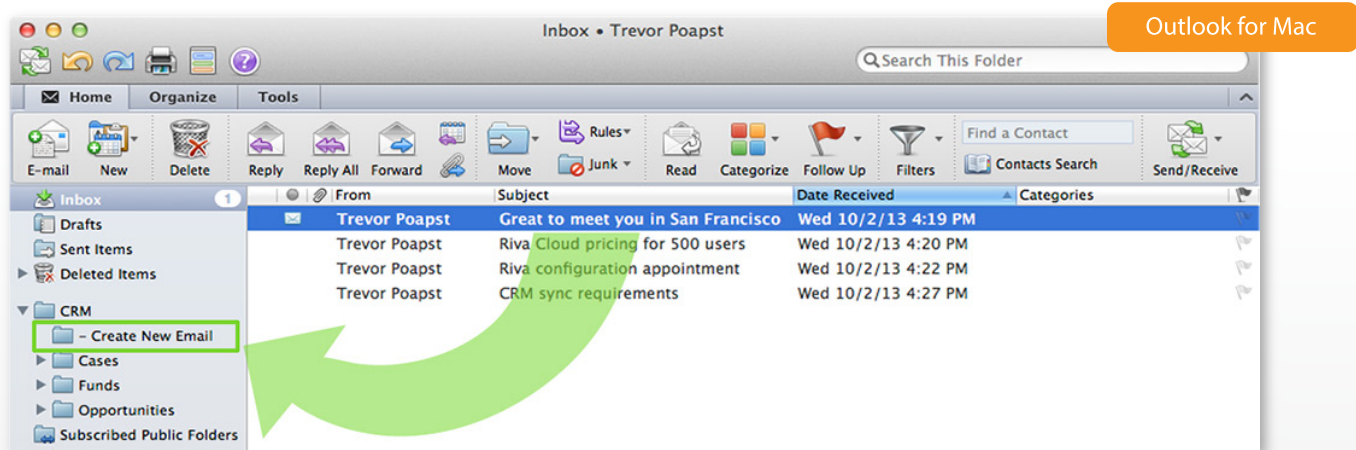 Outlook for Mac
Inbox • Trevor Poapst
Search This Folder
Home Organize Tools
E-mail New Delete Reply Reply All Forward Move Rules Junk Read Categorize Follow Up Filters Find a Contact Contacts Search Send/Receive
From Subject Date Received Categories
Inbox 1
Drafts
Sent Items
Deleted Items
CRM
– Create New Email
Cases
Funds
Opportunities
Subscribed Public Folders
Trevor Poapst Great to meet you in San Francisco Wed 10/2/13 4:19 PM
Trevor Poapst Riva Cloud pricing for 500 users Wed 10/2/13 4:20 PM
Trevor Poapst Riva configuration appointment Wed 10/2/13 4:22 PM
Trevor Poapst CRM sync requirements Wed 10/2/13 4:27 PM